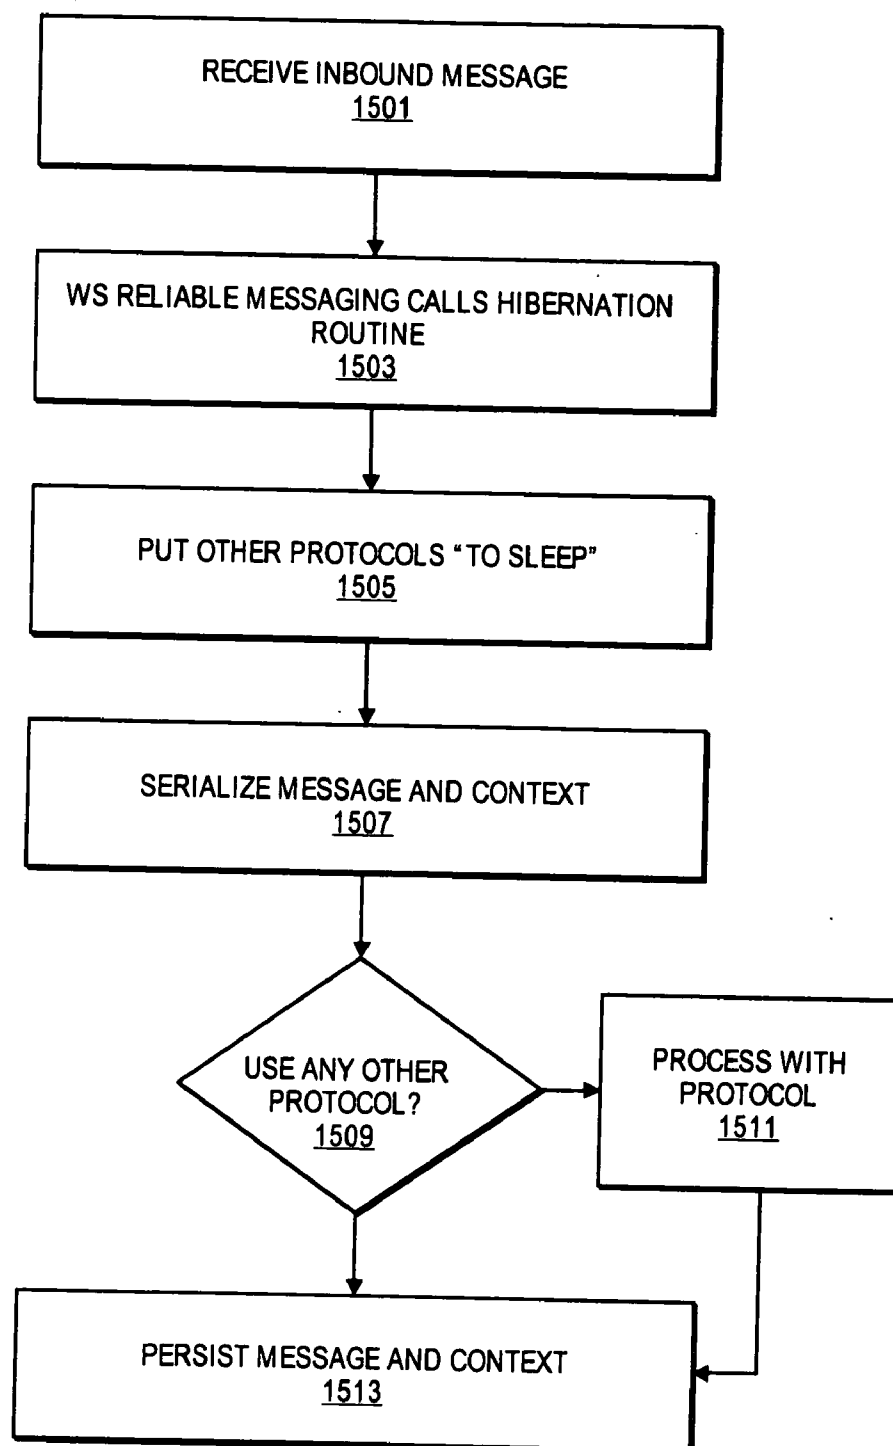 RECEIVE INBOUND MESSAGE
1501
WS RELIABLE MESSAGING CALLS HIBERNATION
ROUTINE
1503
PUT OTHER PROTOCOLS "TO SLEEP"
1505
SERIALIZE MESSAGE AND CONTEXT
1507
USE ANY OTHER
PROTOCOL?
1509
PROCESS WITH
PROTOCOL
1511
PERSIST MESSAGE AND CONTEXT
1513